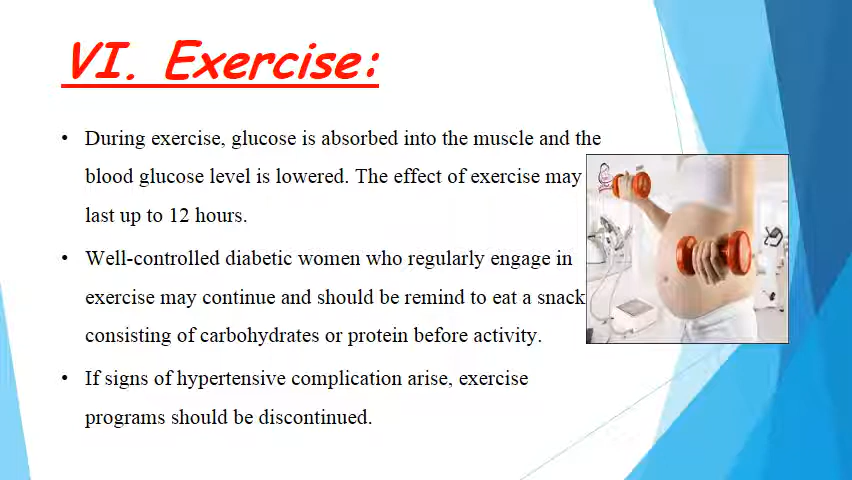 VI. Exercise:
• During exercise, glucose is absorbed into the muscle and the
blood glucose level is lowered. The effect of exercise may
last up to 12 hours.
• Well-controlled diabetic women who regularly engage in
exercise may continue and should be remind to eat a snack
consisting of carbohydrates or protein before activity.
• If signs of hypertensive complication arise, exercise
programs should be discontinued.